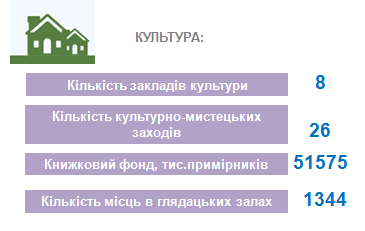 КУЛЬТУРА:
Кількість закладів культури 8
Кількість культурно-мистецьких
заходів 26
Книжковий фонд, тис.примірників 51575
Кількість місць в глядацьких залах 1344